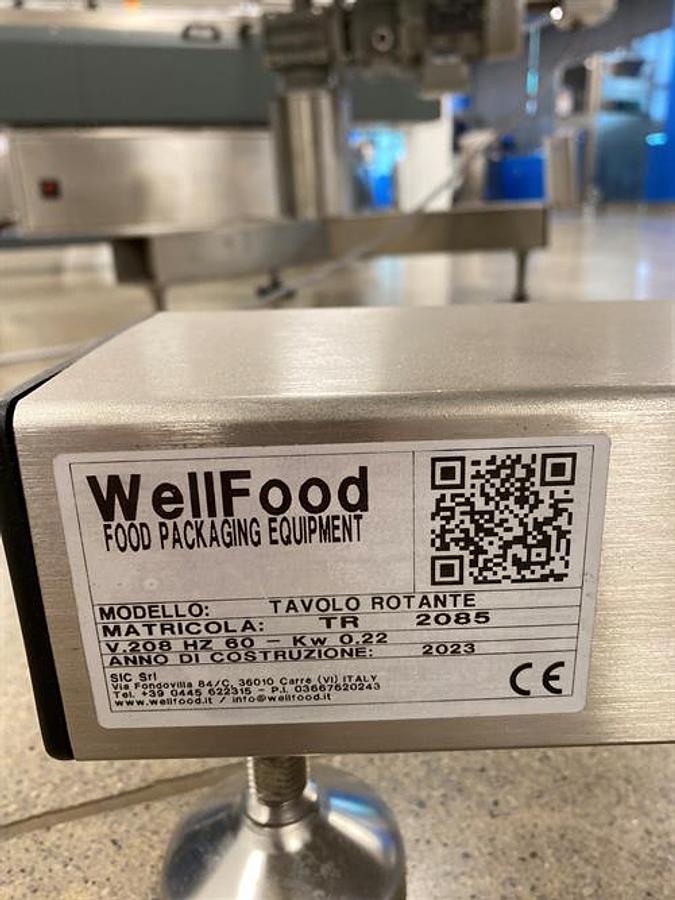 WellFood
FOOD PACKAGING EQUIPMENT
MODELLO: TAVOLO ROTANTE
MATRICOLA: TR 2085
V.208 HZ 60 - Kw 0.22
ANNO DI COSTRUZIONE: 2023
SIC Srl
Via Fondovilla 84/C, 36010 Carrè (VI) ITALY
Tel. +39 0445 622315 - P.I. 03667620243
www.wellfood.it / info@wellfood.it
CE